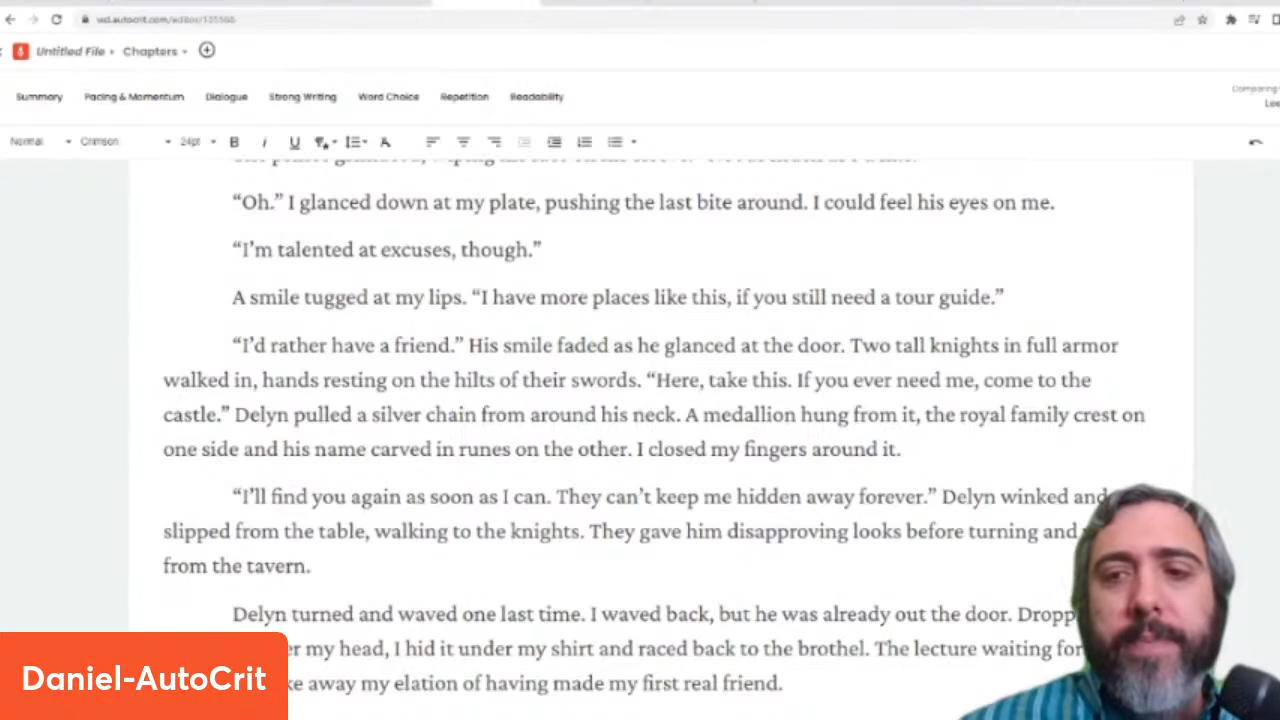 wd.autocrit.com/editor/135566
Untitled File Chapters
Summary Pacing & Momentum Dialogue Strong Writing Word Choice Repetition Readability
Comparing
Normal Crimson 24pt B i U A
“Oh.” I glanced down at my plate, pushing the last bite around. I could feel his eyes on me.
“I’m talented at excuses, though.”
A smile tugged at my lips. “I have more places like this, if you still need a tour guide.”
“I’d rather have a friend.” His smile faded as he glanced at the door. Two tall knights in full armor
walked in, hands resting on the hilts of their swords. “Here, take this. If you ever need me, come to the
castle.” Delyn pulled a silver chain from around his neck. A medallion hung from it, the royal family crest on
one side and his name carved in runes on the other. I closed my fingers around it.
“I’ll find you again as soon as I can. They can’t keep me hidden away forever.” Delyn winked and
slipped from the table, walking to the knights. They gave him disapproving looks before turning and
from the tavern.
Delyn turned and waved one last time. I waved back, but he was already out the door.
my head, I hid it under my shirt and raced back to the brothel. The lecture waiting for
away my elation of having made my first real friend.
Daniel-AutoCrit